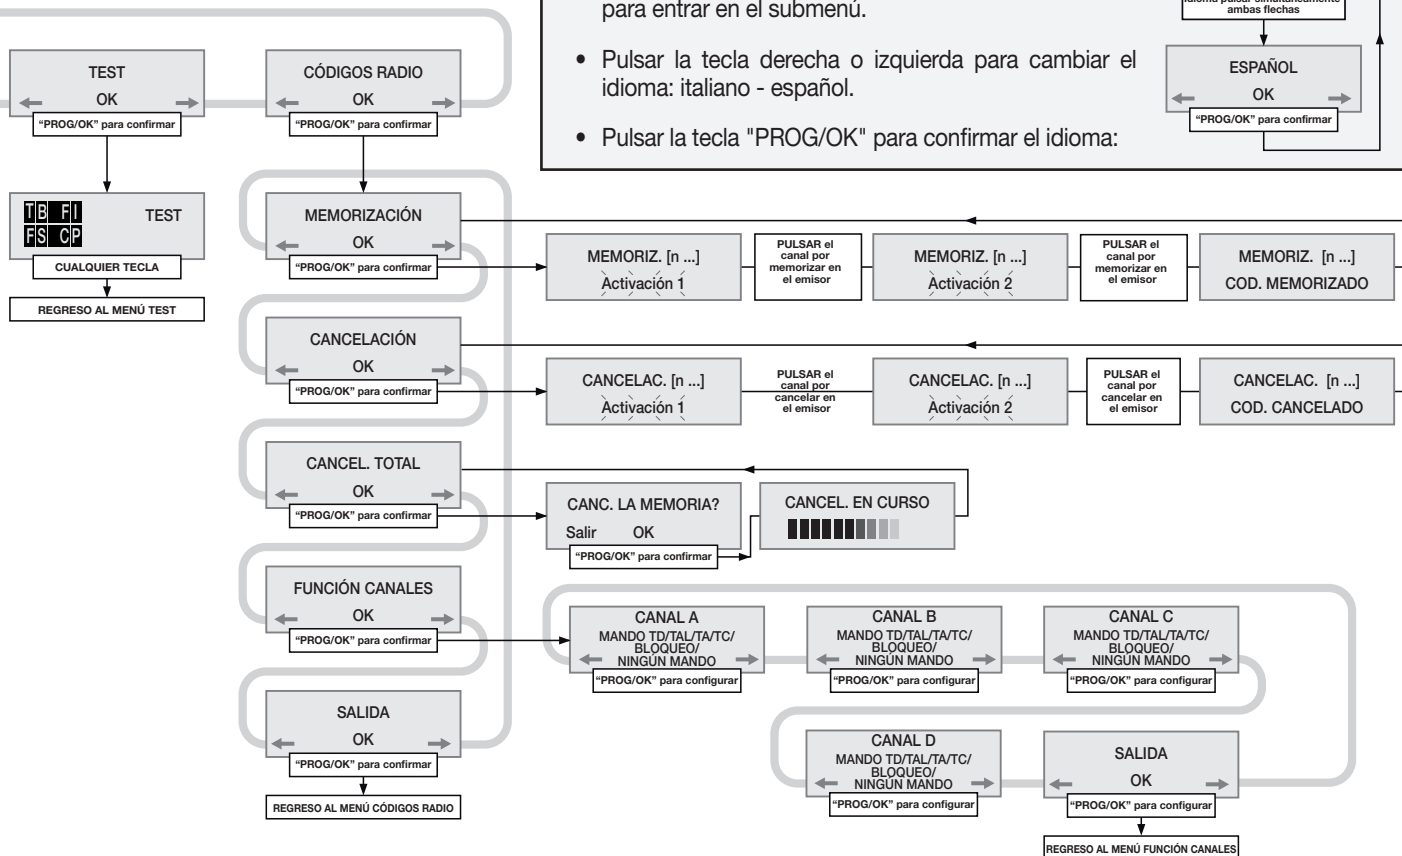 para entrar en el submenú.
• Pulsar la tecla derecha o izquierda para cambiar el
idioma: italiano - español.
• Pulsar la tecla "PROG/OK" para confirmar el idioma:
idioma pulsar simultáneamente
ambas flechas
ESPAÑOL
OK
“PROG/OK” para confirmar
TEST
OK
“PROG/OK” para confirmar
TB FI
FS CP
TEST
CUALQUIER TECLA
REGRESO AL MENÚ TEST
CÓDIGOS RADIO
OK
“PROG/OK” para confirmar
MEMORIZACIÓN
OK
“PROG/OK” para confirmar
MEMORIZ. [n ...]
Activación 1
PULSAR el
canal por
memorizar en
el emisor
MEMORIZ. [n ...]
Activación 2
PULSAR el
canal por
memorizar en
el emisor
MEMORIZ. [n ...]
COD. MEMORIZADO
CANCELACIÓN
OK
“PROG/OK” para confirmar
CANCELAC. [n ...]
Activación 1
PULSAR el
canal por
cancelar en
el emisor
CANCELAC. [n ...]
Activación 2
PULSAR el
canal por
cancelar en
el emisor
CANCELAC. [n ...]
COD. CANCELADO
CANCEL. TOTAL
OK
“PROG/OK” para confirmar
CANC. LA MEMORIA?
Salir OK
“PROG/OK” para confirmar
CANCEL. EN CURSO
FUNCIÓN CANALES
OK
“PROG/OK” para confirmar
CANAL A
MANDO TD/TAL/TA/TC/
BLOQUEO/
NINGÚN MANDO
“PROG/OK” para configurar
CANAL B
MANDO TD/TAL/TA/TC/
BLOQUEO/
NINGÚN MANDO
“PROG/OK” para configurar
CANAL C
MANDO TD/TAL/TA/TC/
BLOQUEO/
NINGÚN MANDO
“PROG/OK” para configurar
CANAL D
MANDO TD/TAL/TA/TC/
BLOQUEO/
NINGÚN MANDO
“PROG/OK” para configurar
SALIDA
OK
“PROG/OK” para configurar
REGRESO AL MENÚ FUNCIÓN CANALES
SALIDA
OK
“PROG/OK” para confirmar
REGRESO AL MENÚ CÓDIGOS RADIO